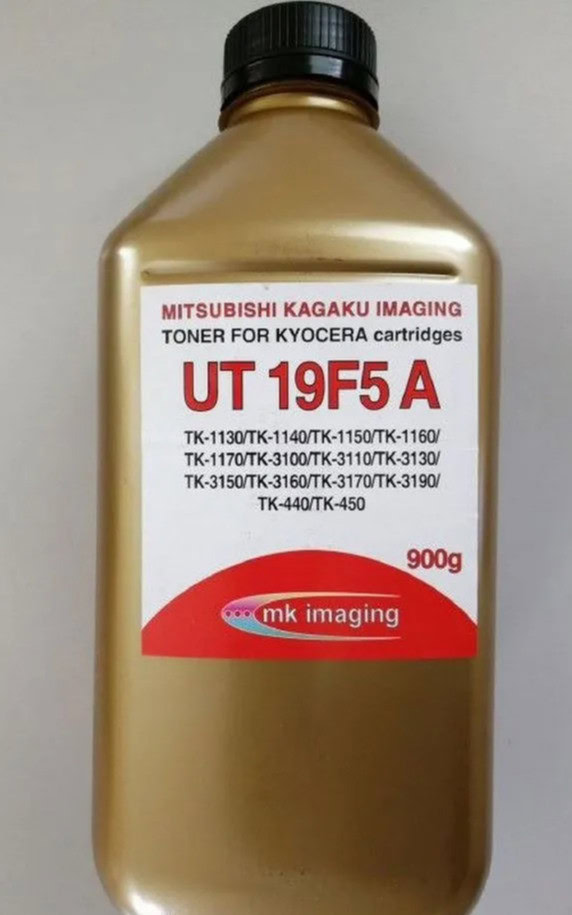 MITSUBISHI KAGAKU IMAGING
TONER FOR KYOCERA cartridges
UT 19F5 A
TK-1130/TK-1140/TK-1150/TK-1160/
TK-1170/TK-3100/TK-3110/TK-3130/
TK-3150/TK-3160/TK-3170/TK-3190/
TK-440/TK-450
900g
mk imaging